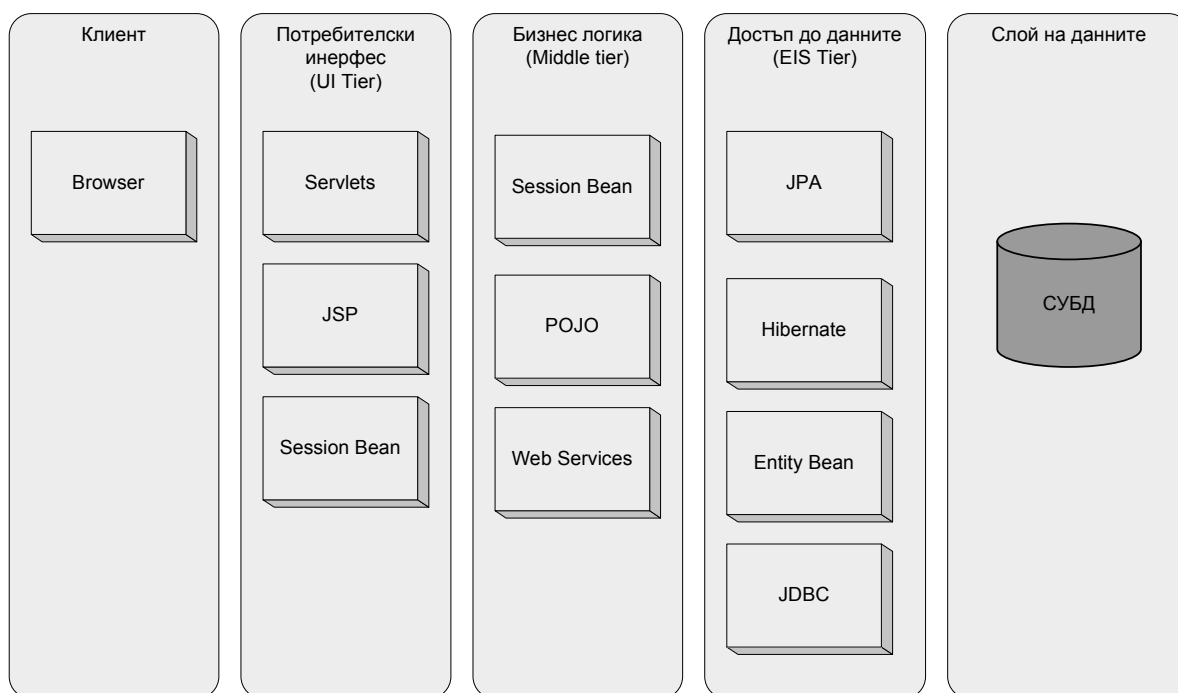 Клиент
Browser
Потребителски
инерфес
(UI Tier)
Servlets
JSP
Session Bean
Бизнес логика
(Middle tier)
Session Bean
POJO
Web Services
Достъп до данните
(EIS Tier)
JPA
Hibernate
Entity Bean
JDBC
Слой на данните
СУБД